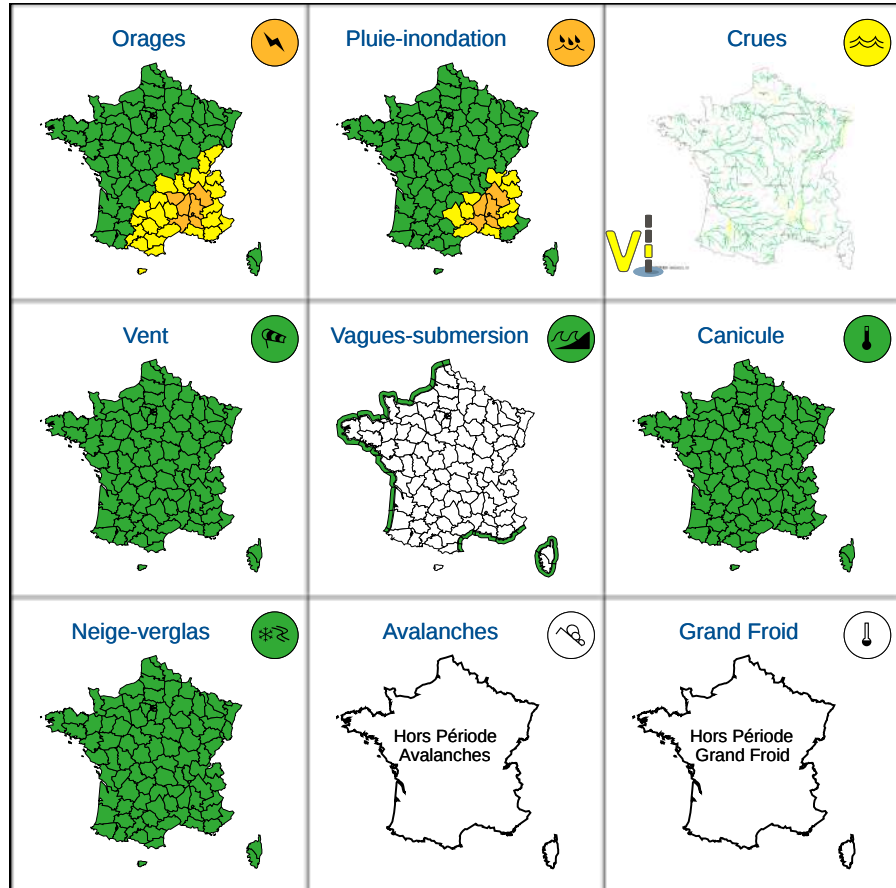 Orages
Pluie-inondation
Crues
Vi
Vent
Vagues-submersion
Canicule
Neige-verglas
Avalanches
Grand Froid
Hors Période
Avalanches
Hors Période
Grand Froid